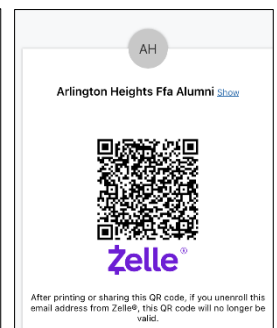 AH
Arlington Heights Ffa Alumni Show
Zelle®
After printing or sharing this QR code, if you unenroll this
email address from Zelle®, this QR code will no longer be
valid.